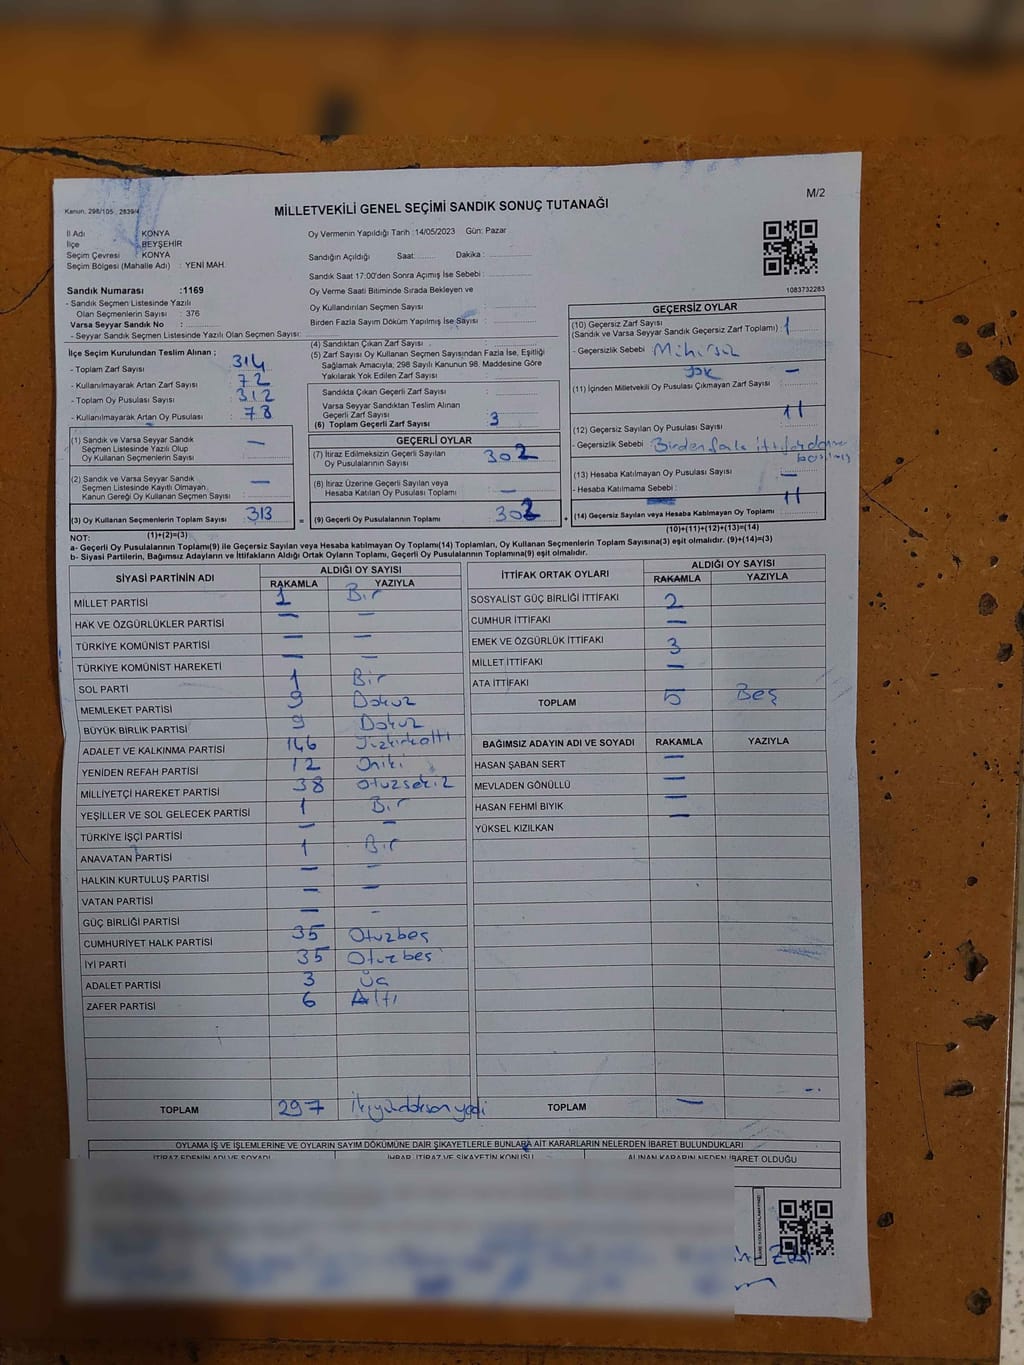 M/2
Kanun. 298/105 2839/4
MİLLETVEKİLİ GENEL SEÇİMİ SANDIK SONUÇ TUTANAĞI
İl Adı KONYA
İlçe BEYŞEHİR
Seçim Çevresi : KONYA
Seçim Bölgesi (Mahalle Adı) : YENİ MAH.
Oy Vermenin Yapıldığı Tarih :14/05/2023 Gün: Pazar
Sandığın Açıldığı Saat: Dakika :
Sandık Saat 17:00'den Sonra Açılmış İse Sebebi :
Oy Verme Saati Bitiminde Sırada Bekleyen ve
Oy Kullandırılan Seçmen Sayısı
Birden Fazla Sayım Döküm Yapılmış İse Sayısı :
1083732283
Sandık Numarası :1169
- Sandık Seçmen Listesinde Yazılı
Olan Seçmenlerin Sayısı : 376
Varsa Seyyar Sandık No :
- Seyyar Sandık Seçmen Listesinde Yazılı Olan Seçmen Sayısı:
İlçe Seçim Kurulundan Teslim Alınan ;
- Toplam Zarf Sayısı 314
- Kullanılmayarak Artan Zarf Sayısı 72
- Toplam Oy Pusulası Sayısı 312
- Kullanılmayarak Artan Oy Pusulası 78
(1) Sandık ve Varsa Seyyar Sandık
Seçmen Listesinde Yazılı Olup
Oy Kullanan Seçmenlerin Sayısı —
(2) Sandık ve Varsa Seyyar Sandık
Seçmen Listesinde Kayıtlı Olmayan
Kanun Gereği Oy Kullanan Seçmen Sayısı —
(3) Oy Kullanan Seçmenlerin Toplam Sayısı 313
(1)+(2)=(3)
(4) Sandıktan Çıkan Zarf Sayısı
(5) Zarf Sayısı Oy Kullanan Seçmen Sayısından Fazla İse, Eşitliği
Sağlamak Amacıyla; 298 Sayılı Kanunun 98. Maddesine Göre
Yakılarak Yok Edilen Zarf Sayısı
Sandıkta Çıkan Geçerli Zarf Sayısı
Varsa Seyyar Sandıktan Teslim Alınan
Geçerli Zarf Sayısı
(6) Toplam Geçerli Zarf Sayısı 3
GEÇERLİ OYLAR
(7) İtiraz Edilmeksizin Geçerli Sayılan
Oy Pusulalarının Sayısı 302
(8) İtiraz Üzerine Geçerli Sayılan veya
Hesaba Katılan Oy Pusulası Toplamı —
= (9) Geçerli Oy Pusulalarının Toplamı 302 +
GEÇERSİZ OYLAR
(10) Geçersiz Zarf Sayısı
(Sandık ve Varsa Seyyar Sandık Geçersiz Zarf Toplamı) : 1
- Geçersizlik Sebebi Mühürsüz
Yok
(11) İçinden Milletvekili Oy Pusulası Çıkmayan Zarf Sayısı —
(12) Geçersiz Sayılan Oy Pusulası Sayısı 11
- Geçersizlik Sebebi Birden fazla ittifakda
(13) Hesaba Katılmayan Oy Pusulası Sayısı —
- Hesaba Katılmama Sebebi :
(14) Geçersiz Sayılan veya Hesaba Katılmayan Oy Toplamı 11
(10)+(11)+(12)+(13)=(14)
NOT:
a- Geçerli Oy Pusulalarının Toplamı(9) ile Geçersiz Sayılan veya Hesaba Katılmayan Oy Toplamı(14) Toplamları, Oy Kullanan Seçmenlerin Toplam Sayısına(3) eşit olmalıdır. (9)+(14)=(3)
b- Siyasi Partilerin, Bağımsız Adayların ve İttifakların Aldığı Ortak Oyların Toplamı, Geçerli Oy Pusulalarının Toplamına(9) eşit olmalıdır.
SİYASİ PARTİNİN ADI
ALDIĞI OY SAYISI
RAKAMLA YAZIYLA
MİLLET PARTİSİ 1 Bir
HAK VE ÖZGÜRLÜKLER PARTİSİ — —
TÜRKİYE KOMÜNİST PARTİSİ — —
TÜRKİYE KOMÜNİST HAREKETİ — —
SOL PARTİ 1 Bir
MEMLEKET PARTİSİ 9 Dokuz
BÜYÜK BİRLİK PARTİSİ 9 Dokuz
ADALET VE KALKINMA PARTİSİ 146 Yüzkırkaltı
YENİDEN REFAH PARTİSİ 12 Oniki
MİLLİYETÇİ HAREKET PARTİSİ 38 Otuzsekiz
YEŞİLLER VE SOL GELECEK PARTİSİ 1 Bir
TÜRKİYE İŞÇİ PARTİSİ — —
ANAVATAN PARTİSİ 1 Bir
HALKIN KURTULUŞ PARTİSİ — —
VATAN PARTİSİ — —
GÜÇ BİRLİĞİ PARTİSİ — -
CUMHURİYET HALK PARTİSİ 35 Otuzbeş
İYİ PARTİ 35 Otuzbeş
ADALET PARTİSİ 3 Üç
ZAFER PARTİSİ 6 Altı
TOPLAM 297 İkiyüzdoksanyedi
İTTİFAK ORTAK OYLARI
ALDIĞI OY SAYISI
RAKAMLA YAZIYLA
SOSYALİST GÜÇ BİRLİĞİ İTTİFAKI 2
CUMHUR İTTİFAKI —
EMEK VE ÖZGÜRLÜK İTTİFAKI 3
MİLLET İTTİFAKI —
ATA İTTİFAKI
TOPLAM 5 Beş
BAĞIMSIZ ADAYIN ADI VE SOYADI RAKAMLA YAZIYLA
HASAN ŞABAN SERT —
MEVLADEN GÖNÜLLÜ —
HASAN FEHMİ BIYIK —
YÜKSEL KIZILKAN —
TOPLAM —
OYLAMA İŞ VE İŞLEMLERİNE VE OYLARIN SAYIM DÖKÜMÜNE DAİR ŞİKAYETLERLE BUNLARA AİT KARARLARIN NELERDEN İBARET BULUNDUKLARI
İTİRAZ EDENİN ADI VE SOYADI İHBAR, İTİRAZ VE ŞİKAYETİN KONUSU ALINAN KARARIN NEDEN İBARET OLDUĞU